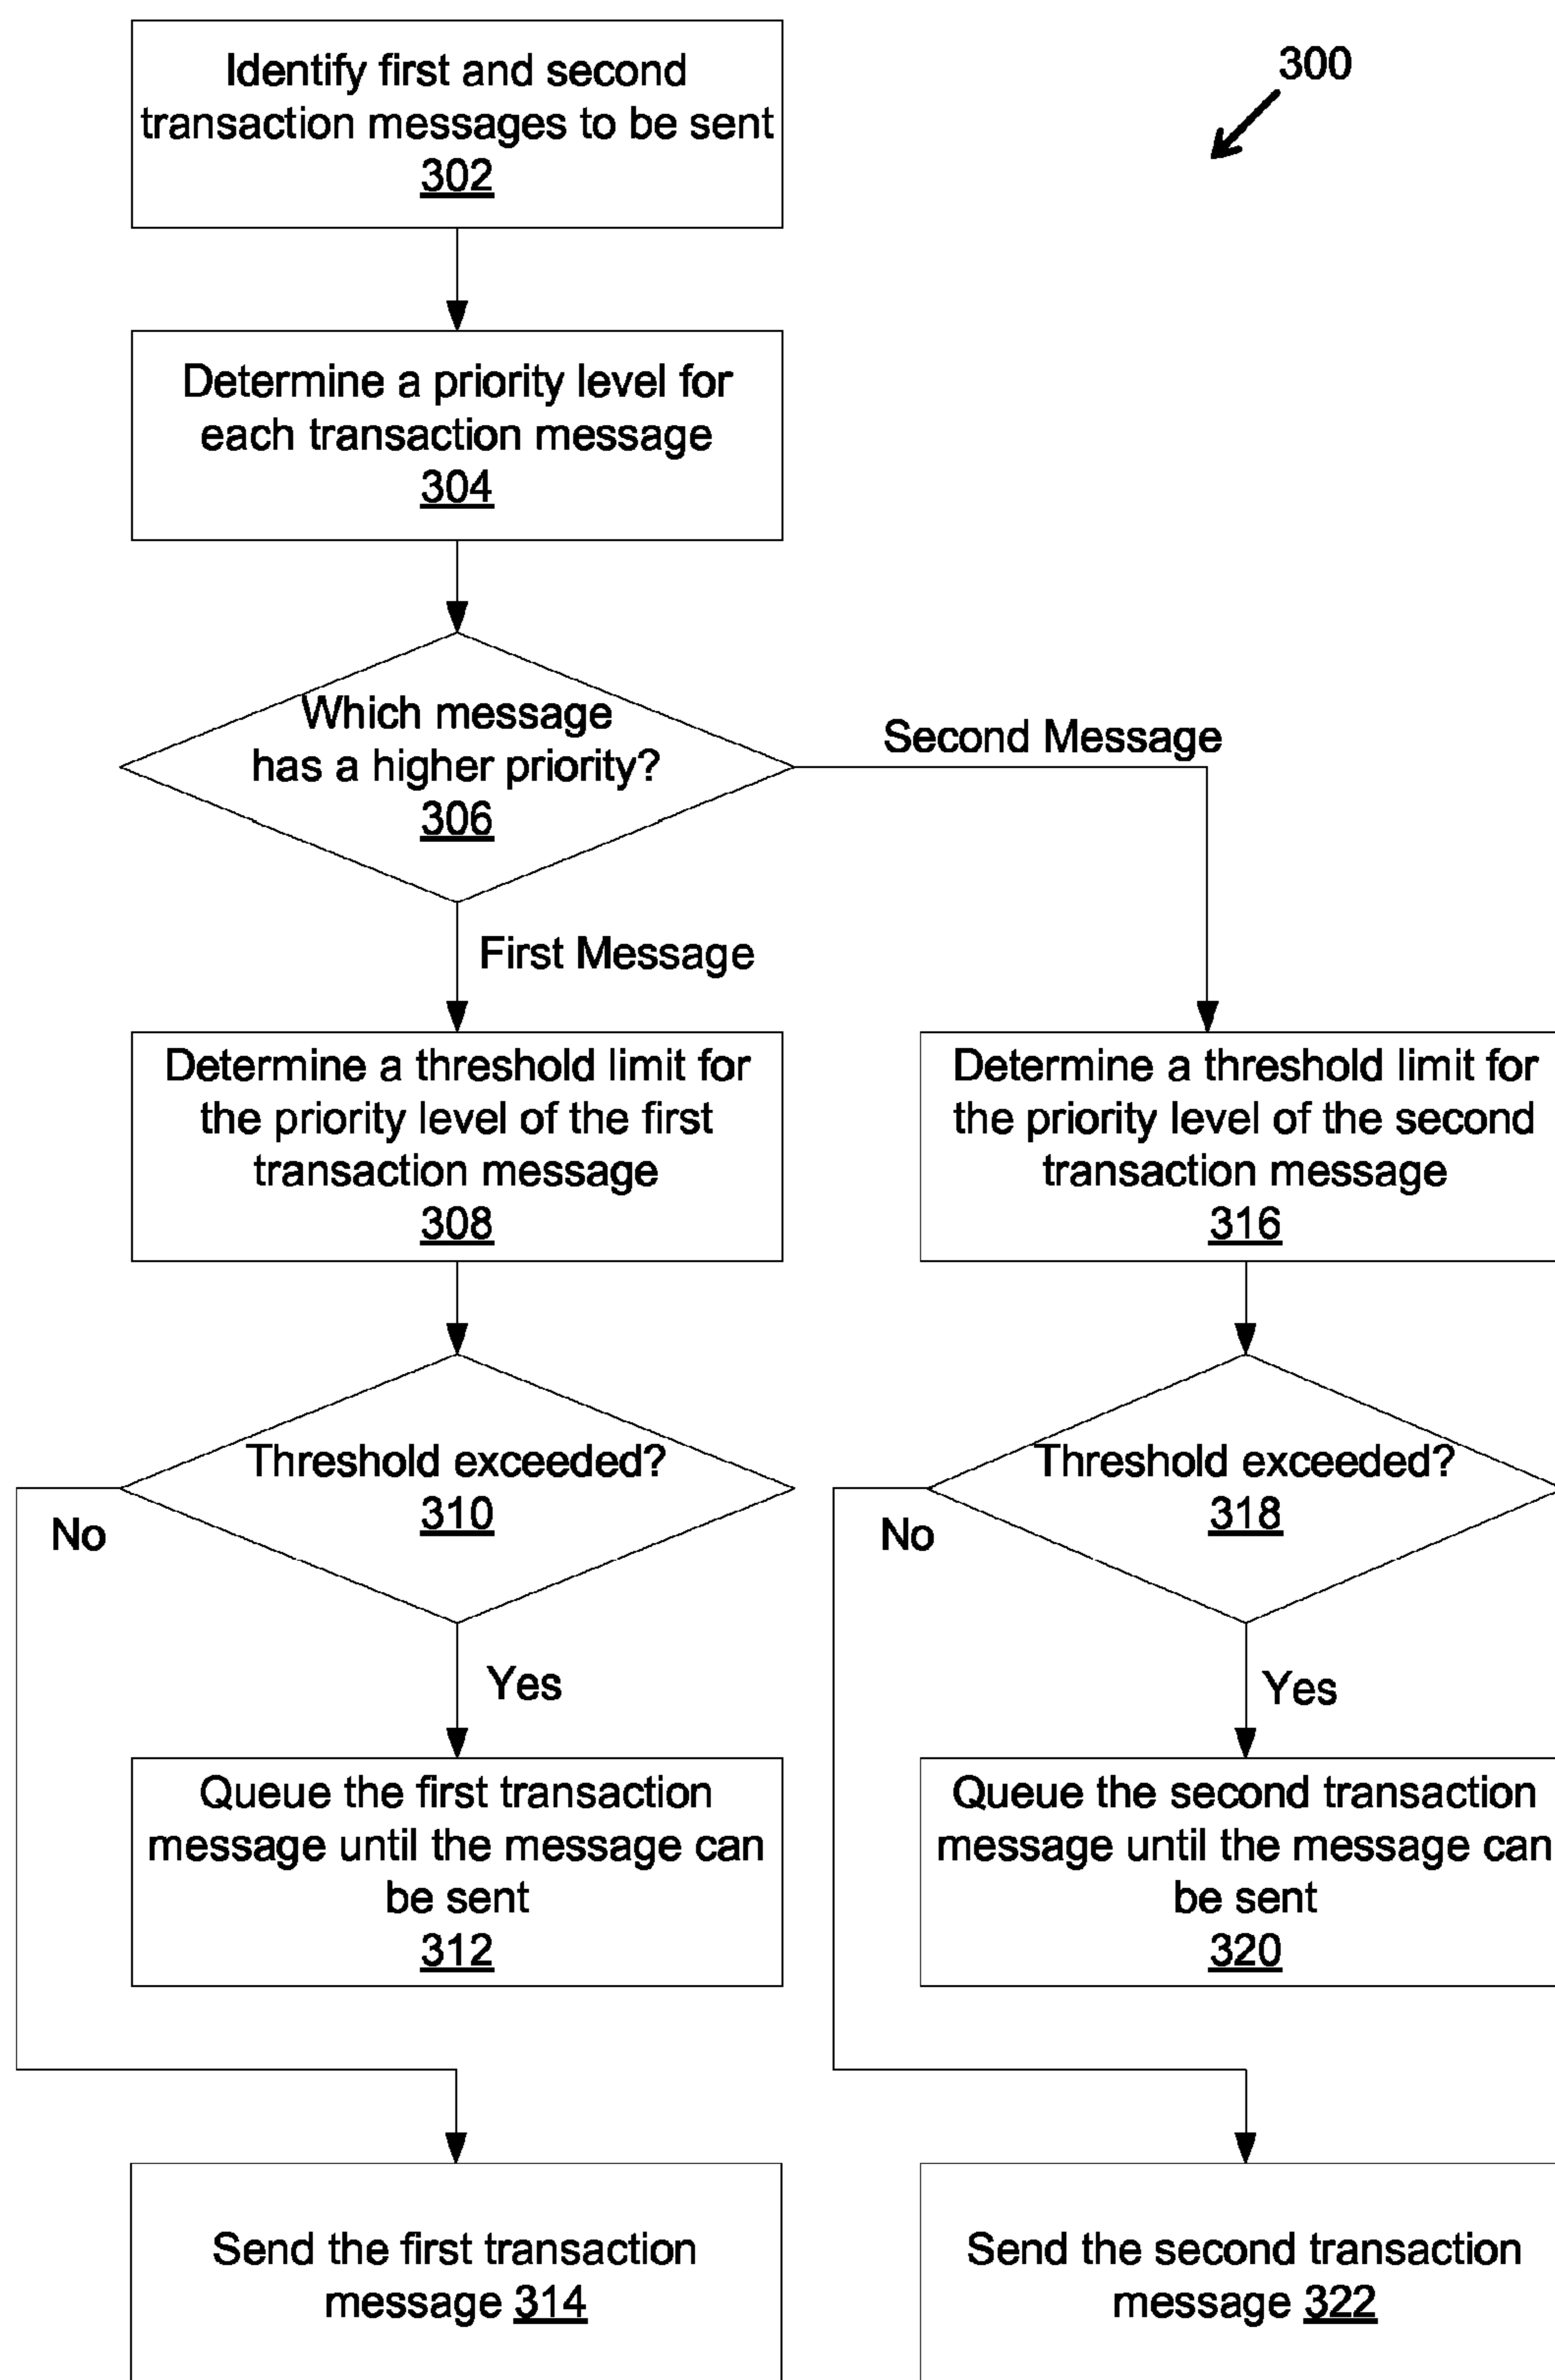 300
Identify first and second
transaction messages to be sent
302
Determine a priority level for
each transaction message
304
Which message
has a higher priority?
306
Second Message
First Message
Determine a threshold limit for
the priority level of the first
transaction message
308
Determine a threshold limit for
the priority level of the second
transaction message
316
Threshold exceeded?
310
No
Yes
Threshold exceeded?
318
No
Yes
Queue the first transaction
message until the message can
be sent
312
Queue the second transaction
message until the message can
be sent
320
Send the first transaction
message 314
Send the second transaction
message 322